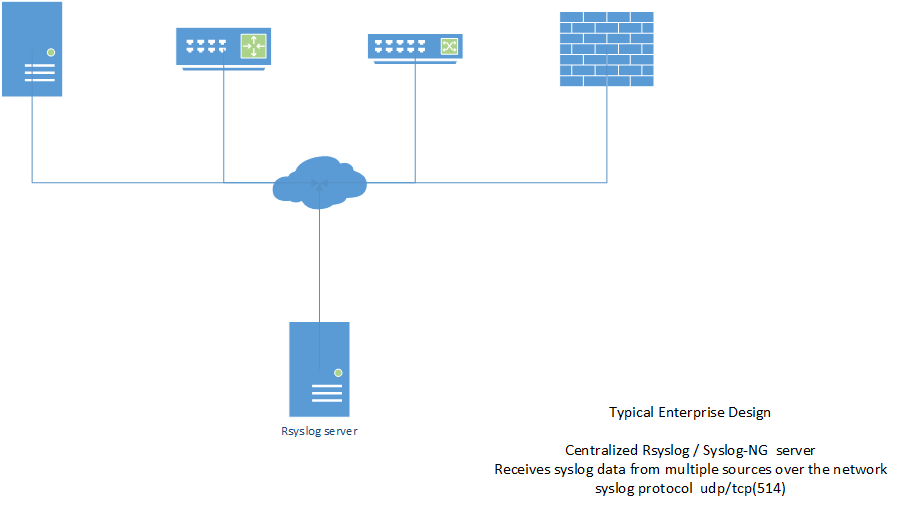 Rsyslog server
Typical Enterprise Design
Centralized Rsyslog / Syslog-NG  server
Receives syslog data from multiple sources over the network
syslog protocol  udp/tcp(514)